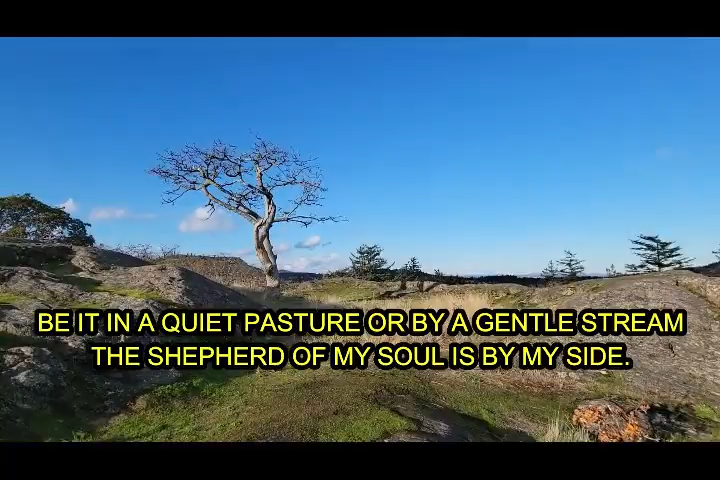 BE IT IN A QUIET PASTURE OR BY A GENTLE STREAM
THE SHEPHERD OF MY SOUL IS BY MY SIDE.